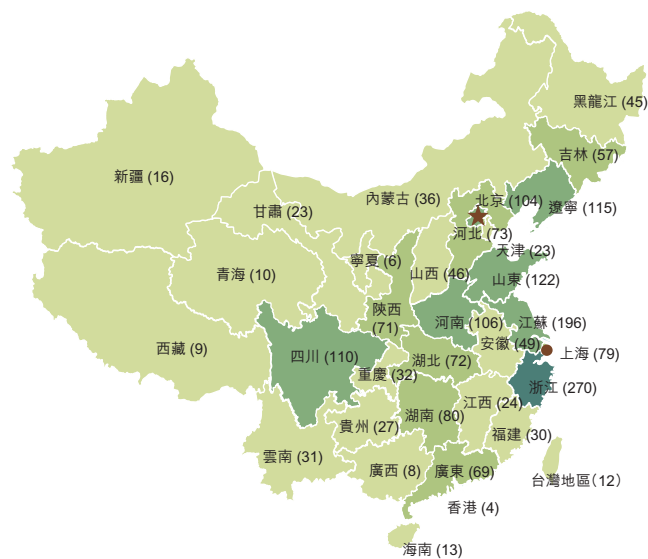 黑龍江 (45)
吉林 (57)
新疆 (16)
內蒙古 (36)
北京 (104)
遼寧 (115)
甘肅 (23)
河北 (73)
天津 (23)
寧夏 (6)
山西 (46)
青海 (10)
山東 (122)
陝西
(71)
河南 (106)
江蘇 (196)
安徽 (49)
西藏 (9)
四川 (110)
湖北 (72)
上海 (79)
重慶 (32)
浙江 (270)
江西 (24)
湖南 (80)
貴州 (27)
福建 (30)
雲南 (31)
廣西 (8)
廣東 (69)
台灣地區(12)
香港 (4)
海南 (13)